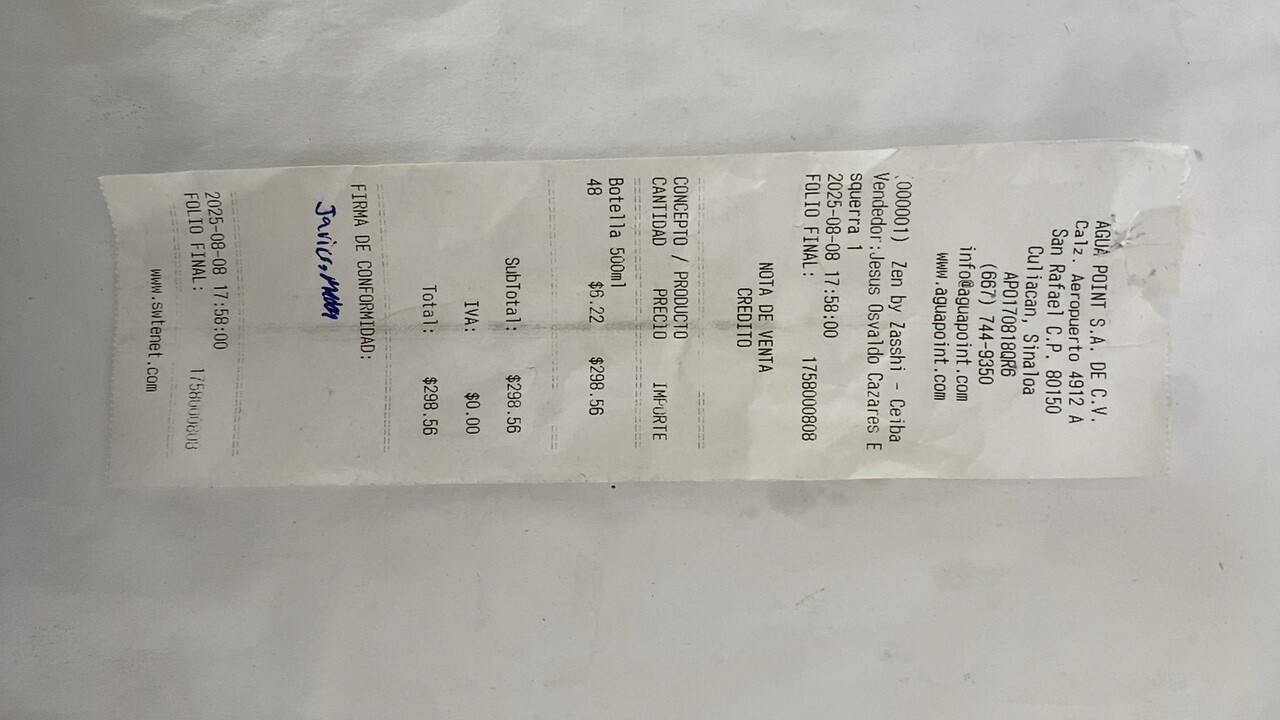 AGUA POINT S.A. DE C.V.
Calz. Aeropuerto 4912 A
San Rafael C.P. 80150
Culiacan, Sinaloa
APO170818QR6
(667) 744-9350
info@aguapoint.com
www.aguapoint.com
(000001) Zen by Zasshi - Ceiba
Vendedor:Jesus Osvaldo Cazares E
squerra 1
2025-08-08 17:58:00
FOLIO FINAL: 1758000808
NOTA DE VENTA
CREDITO
CONCEPTO / PRODUCTO
CANTIDAD PRECIO IMPORTE
Botella 500ml
48 $6.22 $298.56
SubTotal: $298.56
IVA: $0.00
Total: $298.56
FIRMA DE CONFORMIDAD:
2025-08-08 17:58:00
FOLIO FINAL: 1758000808
www.swtenet.com